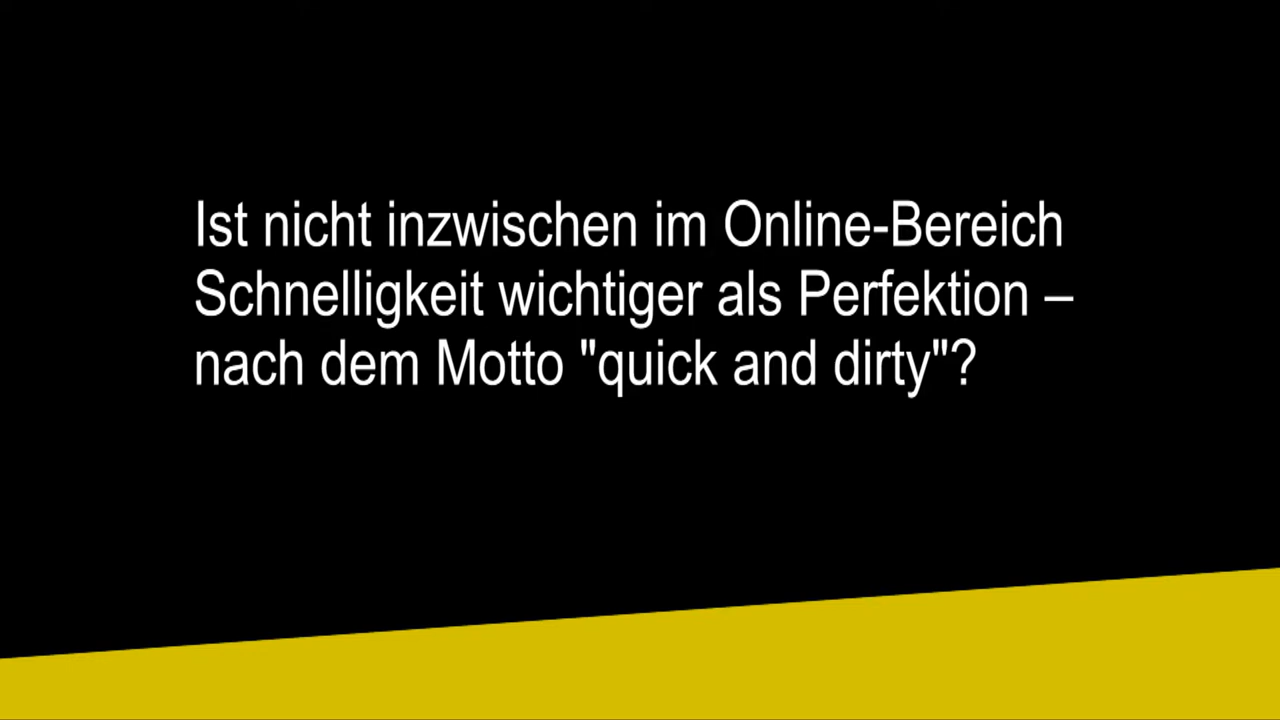 Ist nicht inzwischen im Online-Bereich
Schnelligkeit wichtiger als Perfektion –
nach dem Motto "quick and dirty"?